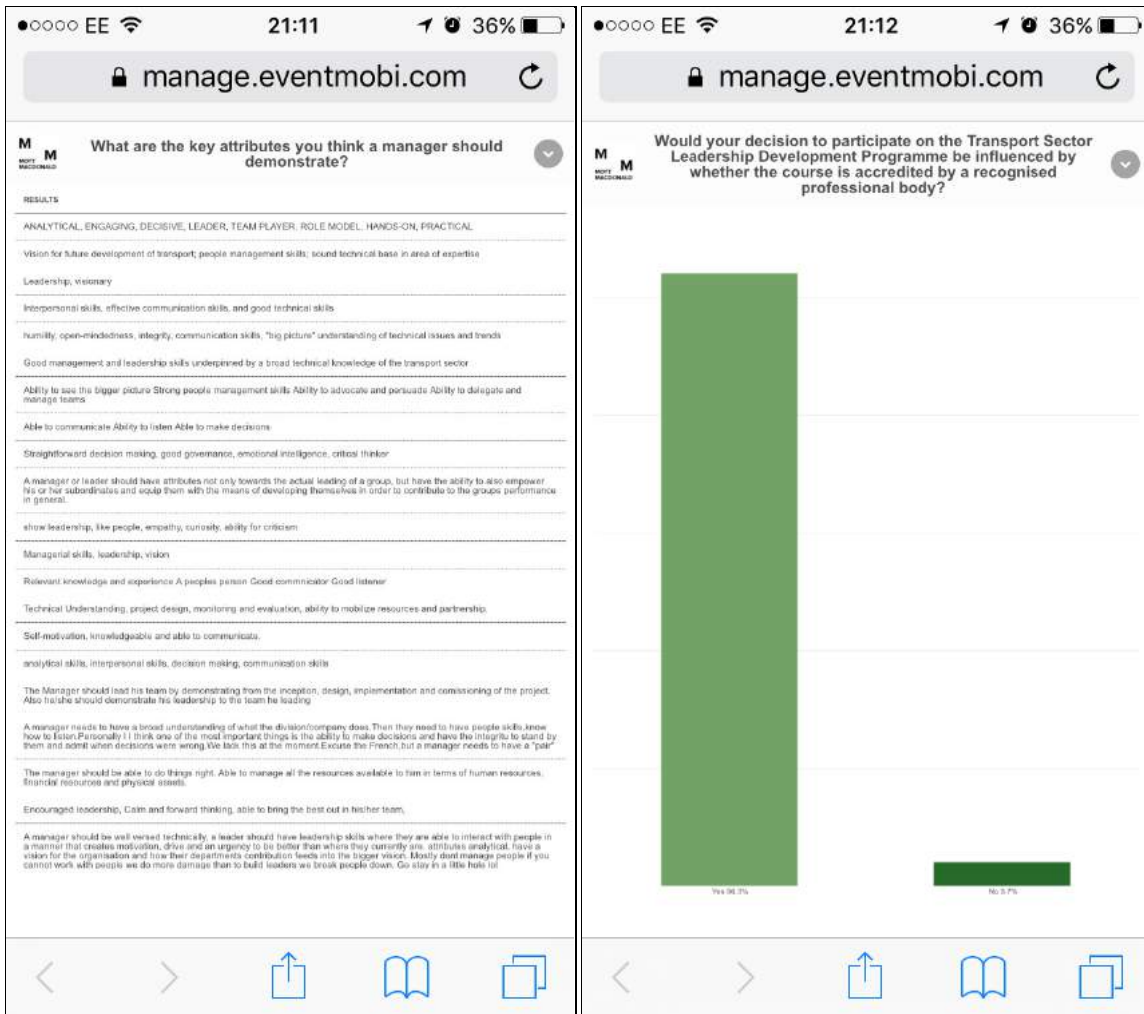 EE 21:11 36%
manage.eventmobi.com
M
M
MOTT
MACDONALD
What are the key attributes you think a manager should
demonstrate?
RESULTS
ANALYTICAL, ENGAGING, DECISIVE, LEADER, TEAM PLAYER, ROLE MODEL, HANDS-ON, PRACTICAL
Vision for future development of transport; people management skills; sound technical base in area of expertise
Leadership, visionary
Interpersonal skills, effective communication skills, and good technical skills
humility, open-mindedness, integrity, communication skills, "big picture" understanding of technical issues and trends
Good management and leadership skills underpinned by a broad technical knowledge of the transport sector
Ability to see the bigger picture Strong people management skills Ability to advocate and persuade Ability to delegate and
manage teams
Able to communicate Ability to listen Able to make decisions
Straightforward decision making, good governance, emotional intelligence, critical thinker
A manager or leader should have attributes not only towards the actual leading of a group, but have the ability to also empower
his or her subordinates and equip them with the means of developing themselves in order to contribute to the groups performance
in general.
show leadership, like people, empathy, curiosity, ability for criticism
Managerial skills, leadership, vision
Relevant knowledge and experience A peoples person Good commnicator Good listener
Technical Understanding, project design, monitoring and evaluation, ability to mobilize resources and partnership.
Self-motivation, knowledgeable and able to communicate.
analytical skills, interpersonal skills, decision making, communication skills
The Manager should lead his team by demonstrating from the inception, design, implementation and comissioning of the project.
Also he/she should demonstrate his leadership to the team he leading
A manager needs to have a broad understanding of what the division/company does.Then they need to have people skills,know
how to listen.Personally I I think one of the most important things is the ability to make decisions and have the integrity to stand by
them and admit when decisions were wrong.We lack this at the moment.Excuse the French,but a manager needs to have a "pair"
The manager should be able to do things right. Able to manage all the resources available to him in terms of human resources,
financial resources and physical assets.
Encouraged leadership, Calm and forward thinking, able to bring the best out in his/her team,
A manager should be well versed technically, a leader should have leadership skills where they are able to interact with people in
a manner that creates motivation, drive and an urgency to be better than where they currently are. attributes analytical, have a
vision for the organisation and how their departments contribution feeds into the bigger vision. Mostly dont manage people if you
cannot work with people we do more damage than to build leaders we break people down. Go stay in a little hole lol
EE 21:12 36%
manage.eventmobi.com
M
M
MOTT
MACDONALD
Would your decision to participate on the Transport Sector
Leadership Development Programme be influenced by
whether the course is accredited by a recognised
professional body?
Yes 96.3%
No 3.7%